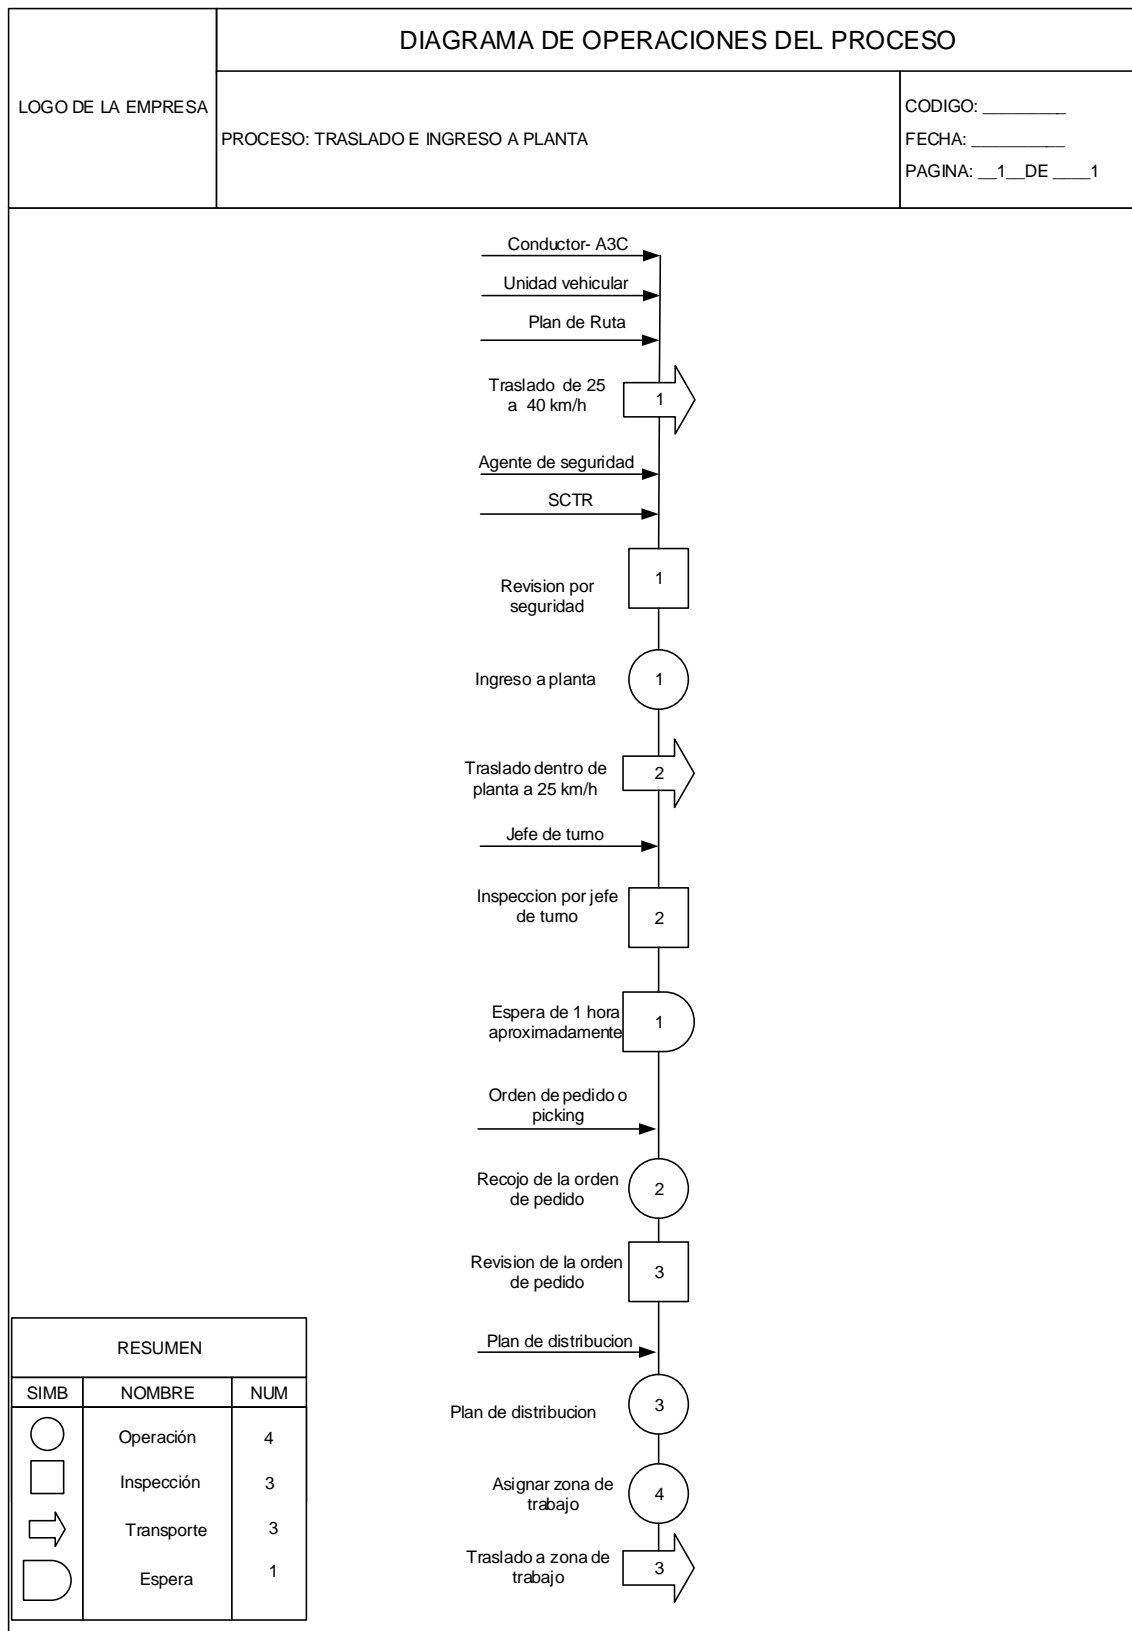 DIAGRAMA DE OPERACIONES DEL PROCESO
LOGO DE LA EMPRESA
PROCESO: TRASLADO E INGRESO A PLANTA
CODIGO: _________
FECHA: __________
PAGINA: __1__DE ____1
Conductor- A3C
Unidad vehicular
Plan de Ruta
Traslado de 25
a 40 km/h
1
Agente de seguridad
SCTR
Revision por
seguridad
1
Ingreso a planta
1
Traslado dentro de
planta a 25 km/h
2
Jefe de turno
Inspeccion por jefe
de turno
2
Espera de 1 hora
aproximadamente
1
Orden de pedido o
picking
Recojo de la orden
de pedido
2
Revision de la orden
de pedido
3
Plan de distribucion
Plan de distribucion
3
Asignar zona de
trabajo
4
Traslado a zona de
trabajo
3
RESUMEN
SIMB NOMBRE NUM
Operación 4
Inspección 3
Transporte 3
Espera 1